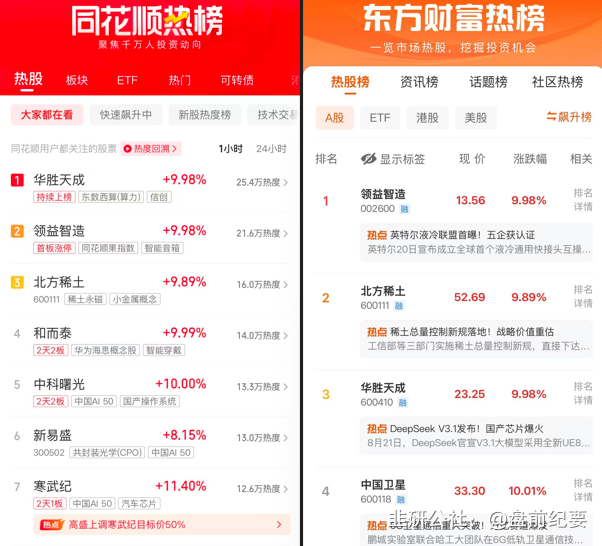 同花顺热榜
聚焦千万人投资动向
热股 板块 ETF 热门 可转债
大家都在看 快速飙升中 新股热度榜 技术交易
同花顺用户都关注的股票 热度回溯 > 1小时 24小时
1 华胜天成 +9.98% 25.4万热度 >
持续上榜 东数西算(算力) 信创
2 领益智造 +9.98% 21.6万热度 >
首板涨停 同花顺果指数 智能音箱
3 北方稀土 +9.89% 16.0万热度 >
600111 稀土永磁 小金属概念
4 和而泰 +9.99% 14.0万热度 >
2天2板 华为海思概念股 智能穿戴
5 中科曙光 +10.00% 13.3万热度 >
2天2板 中国AI 50 国产操作系统
6 新易盛 +8.15% 13.0万热度 >
300502 共封装光学(CPO) 中国AI 50
7 寒武纪 +11.40% 12.6万热度 >
2天1板 中国AI 50 汽车芯片
热点 高盛上调寒武纪目标价50% >
东方财富热榜
一览市场热股，挖掘投资机会
热股榜 资讯榜 话题榜 社区热榜
A股 ETF 港股 美股 飙升榜
排名 显示标签 现价 涨跌幅 相关
1 领益智造 13.56 9.98% 排名
002600 融 详情
热点 英特尔液冷联盟首曝！五企获认证
英特尔20日宣布成立全球首个液冷通用快接头互操...
2 北方稀土 52.69 9.89% 排名
600111 融 详情
热点 稀土总量控制新规落地！战略价值重估
工信部等三部门实施稀土总量控制新规，直接下达...
3 华胜天成 23.25 9.98% 排名
600410 融 详情
热点 DeepSeek V3.1发布！国产芯片爆火
8月21日，DeepSeek官宣V3.1大模型采用全新UE8...
4 中国卫星 33.30 10.01% 排名
600118 融 详情
热点
鹏城实验室联合哈工大团队在6G低轨卫星通信技...
韭研公社，@盘前纪要